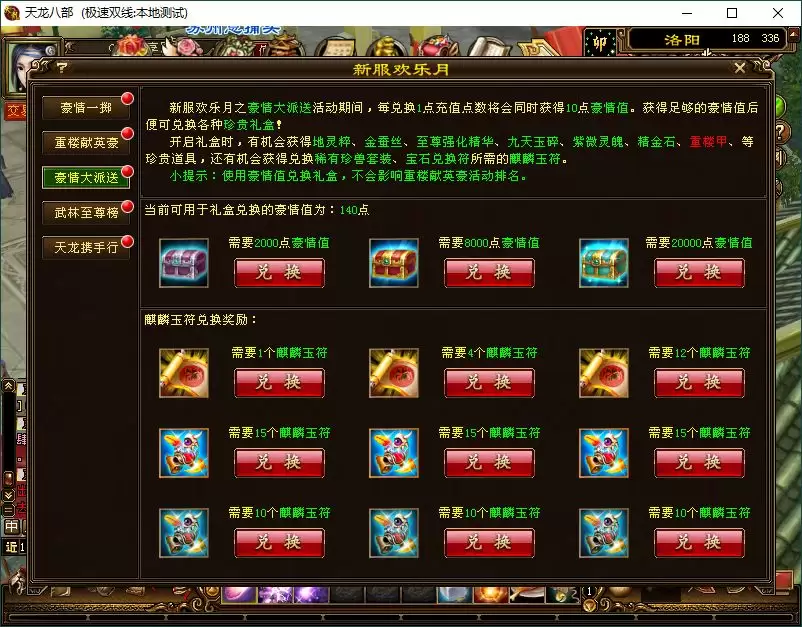 天龙八部 (极速双线:本地测试)
洛阳 188 336
新服欢乐月
豪情一掷
重楼献英豪
豪情大派送
武林至尊榜
天龙携手行
新服欢乐月之豪情大派送活动期间，每兑换1点充值点数将会同时获得10点豪情值。获得足够的豪情值后
便可兑换各种珍贵礼盒！
开启礼盒时，有机会获得地灵粹、金蚕丝、至尊强化精华、九天玉碎、紫微灵魄、精金石、重楼甲、等
珍贵道具，还有机会获得兑换稀有珍兽套装、宝石兑换符所需的麒麟玉符。
小提示：使用豪情值兑换礼盒，不会影响重楼献英豪活动排名。
当前可用于礼盒兑换的豪情值为：140点
需要2000点豪情值 需要8000点豪情值 需要20000点豪情值
兑换 兑换 兑换
麒麟玉符兑换奖励：
需要1个麒麟玉符 需要4个麒麟玉符 需要12个麒麟玉符
兑换 兑换 兑换
需要15个麒麟玉符 需要15个麒麟玉符 需要15个麒麟玉符
兑换 兑换 兑换
需要10个麒麟玉符 需要10个麒麟玉符 需要10个麒麟玉符
兑换 兑换 兑换